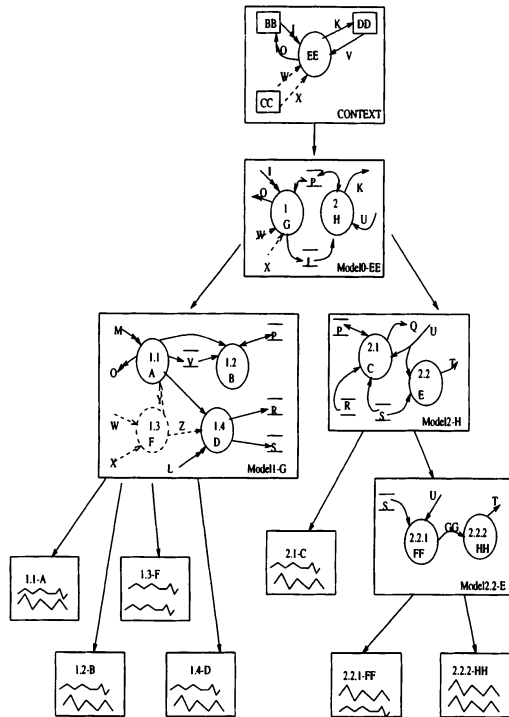 BB
I
K
DD
O
EE
V
W
X
CC
CONTEXT
I
P
O
K
1
G
2
H
U
W
X
I
Model0-EE
M
P
1.1
A
V
1.2
B
O
Y
R
W
1.3
F
Z
1.4
D
S
X
L
Model1-G
P
Q
U
2.1
C
2.2
E
T
R
S
Model2-H
S
U
T
2.2.1
FF
GG
2.2.2
HH
Model2.2-E
1.1-A
1.3-F
2.1-C
1.2-B
1.4-D
2.2.1-FF
2.2.2-HH